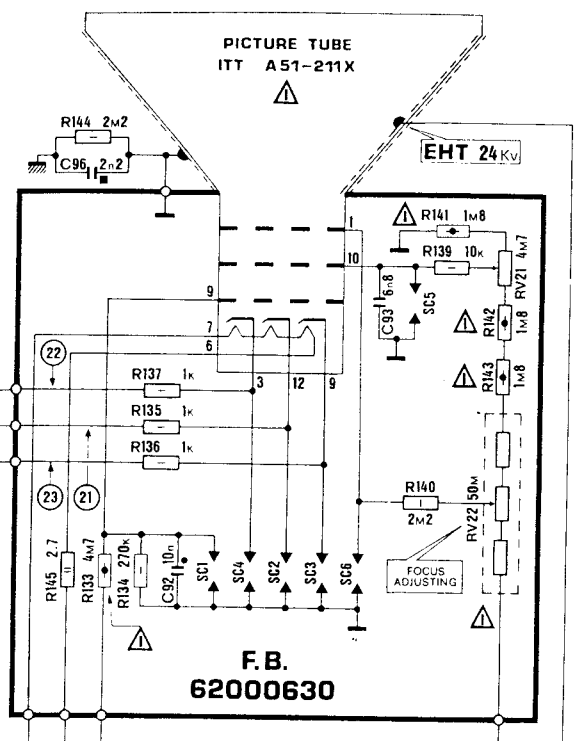 PICTURE TUBE
ITT A51-211X
R144 2M2
C96 2n2
EHT 24Kv
1
10
9
7
6
R141 1M8
R139 10K
4M7
RV21
6n8
C93
SC5
R142 1M8
R143 1M8
22
R137 1K
R135 1K
R136 1K
3 12 9
23 21
R140
2M2
50M
RV22
FOCUS
ADJUSTING
2.7
R145
4M7
R133
270K
R134
10n
C92
SC1
SC4
SC2
SC3
SC6
F.B.
62000630